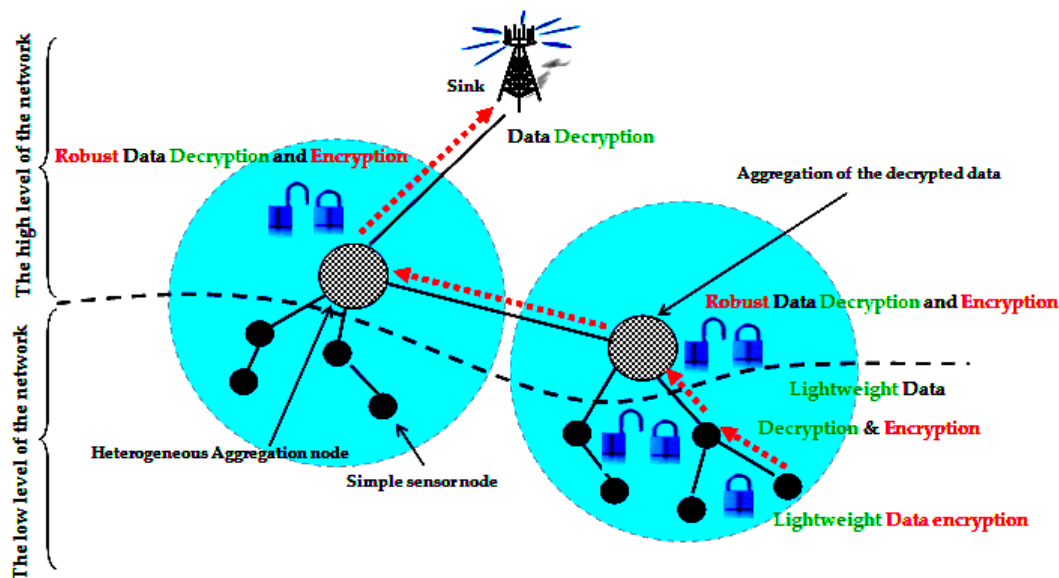 The high level of the network
Sink
Data Decryption
Robust Data Decryption and Encryption
Aggregation of the decrypted data
Robust Data Decryption and Encryption
Lightweight Data
Decryption & Encryption
Heterogeneous Aggregation node
Simple sensor node
Lightweight Data encryption
The low level of the network